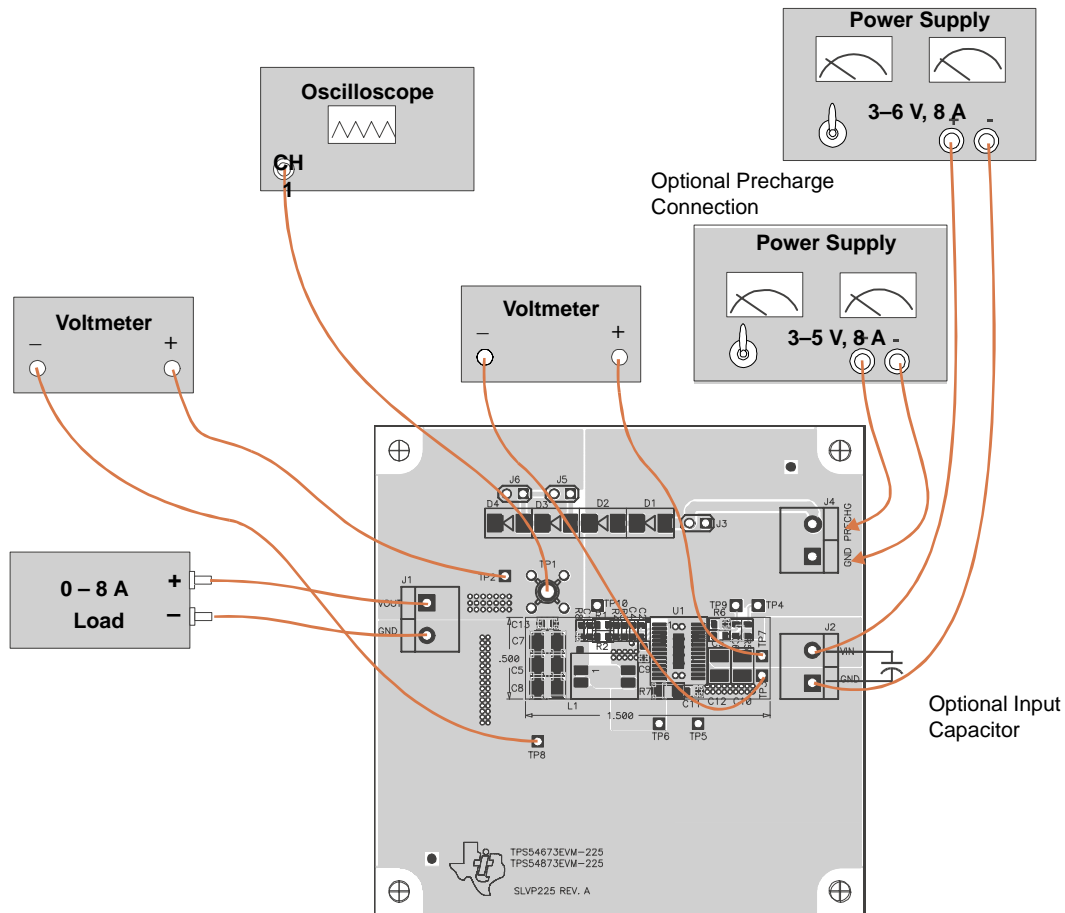 Power Supply
3–6 V, 8 A
+ -
Oscilloscope
CH
1
Optional Precharge
Connection
Power Supply
3–5 V, 8 A
+ -
Voltmeter
– +
Voltmeter
– +
0 – 8 A
Load
+
–
J6
J5
D4
D3
D2
D1
J3
J4
PRECHG
GND
TP1
TP2
J1
VOUT
GND
TP10
U1
TP9
TP4
R6
C13
C7
.500
C5
C8
R2
1
1
C9
R7
L1
C11
C12
C10
1.500
TP7
TP3
J2
VIN
GND
Optional Input
Capacitor
TP6
TP5
TP8
TPS54673EVM-225
TPS54873EVM-225
SLVP225 REV. A